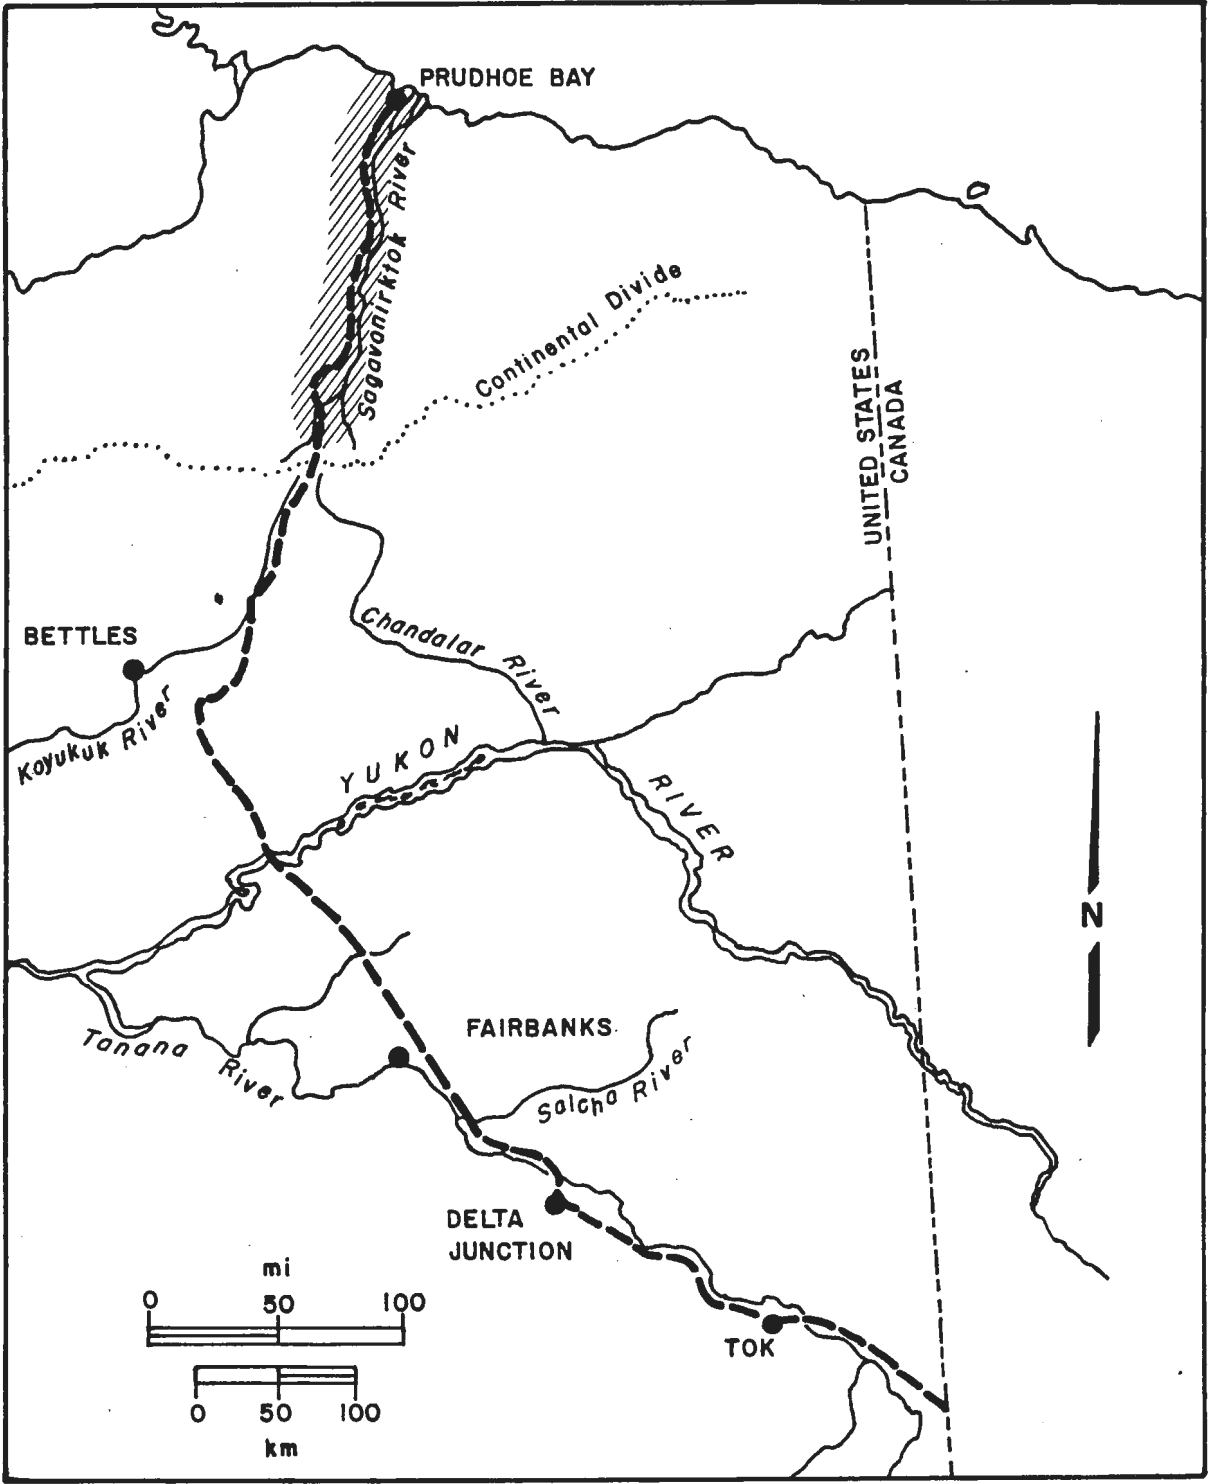 PRUDHOE BAY
Sagavanirktok River
Continental Divide
UNITED STATES
CANADA
BETTLES
Chandalar River
Koyukuk River
YUKON
RIVER
N
Tanana
River
FAIRBANKS
Salcha River
DELTA
JUNCTION
mi
0 50 100
TOK
0 50 100
km